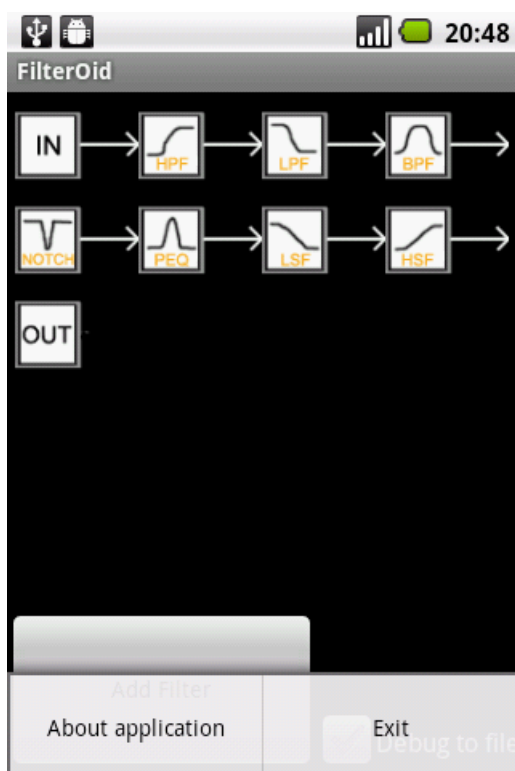 20:48
FilterOid
IN HPF LPF BPF
NOTCH PEQ LSF HSF
OUT
Add Filter
About application Exit
Debug to file